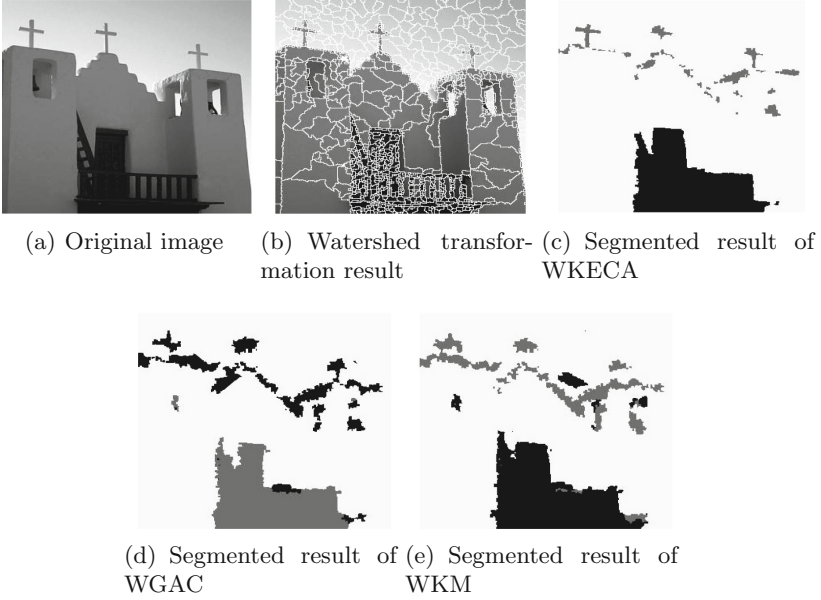 (a) Original image
(b) Watershed transfor-
mation result
(c) Segmented result of
WKECA
(d) Segmented result of
WGAC
(e) Segmented result of
WKM